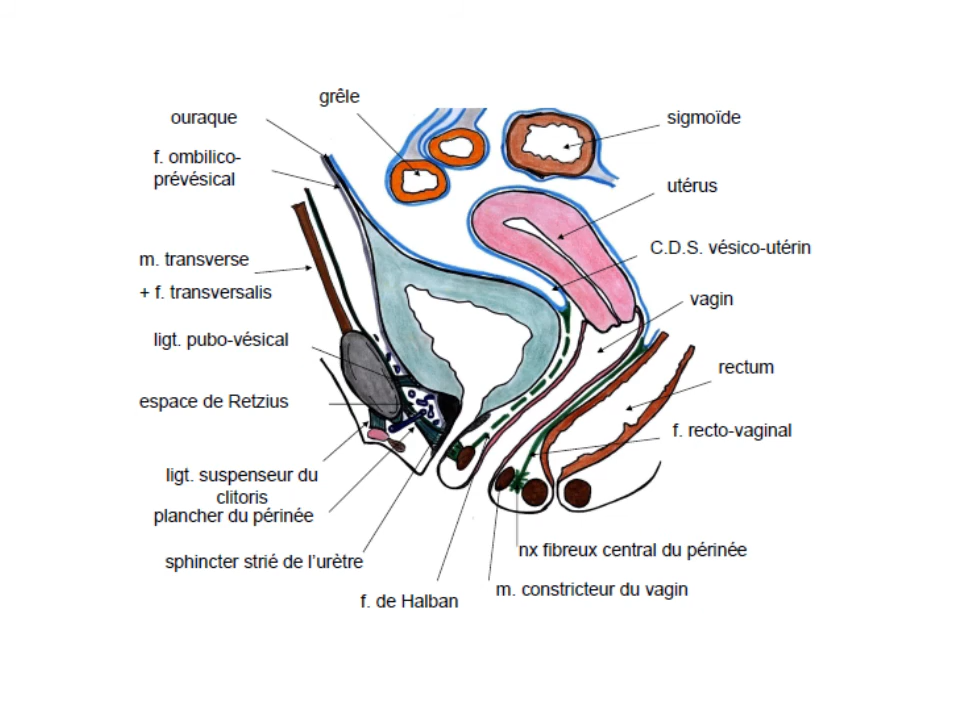 grêle
ouraque
sigmoïde
f. ombilico-
prévésical
utérus
C.D.S. vésico-utérin
m. transverse
+ f. transversalis
vagin
ligt. pubo-vésical
rectum
espace de Retzius
f. recto-vaginal
ligt. suspenseur du
clitoris
plancher du périnée
nx fibreux central du périnée
sphincter strié de l'urètre
m. constricteur du vagin
f. de Halban